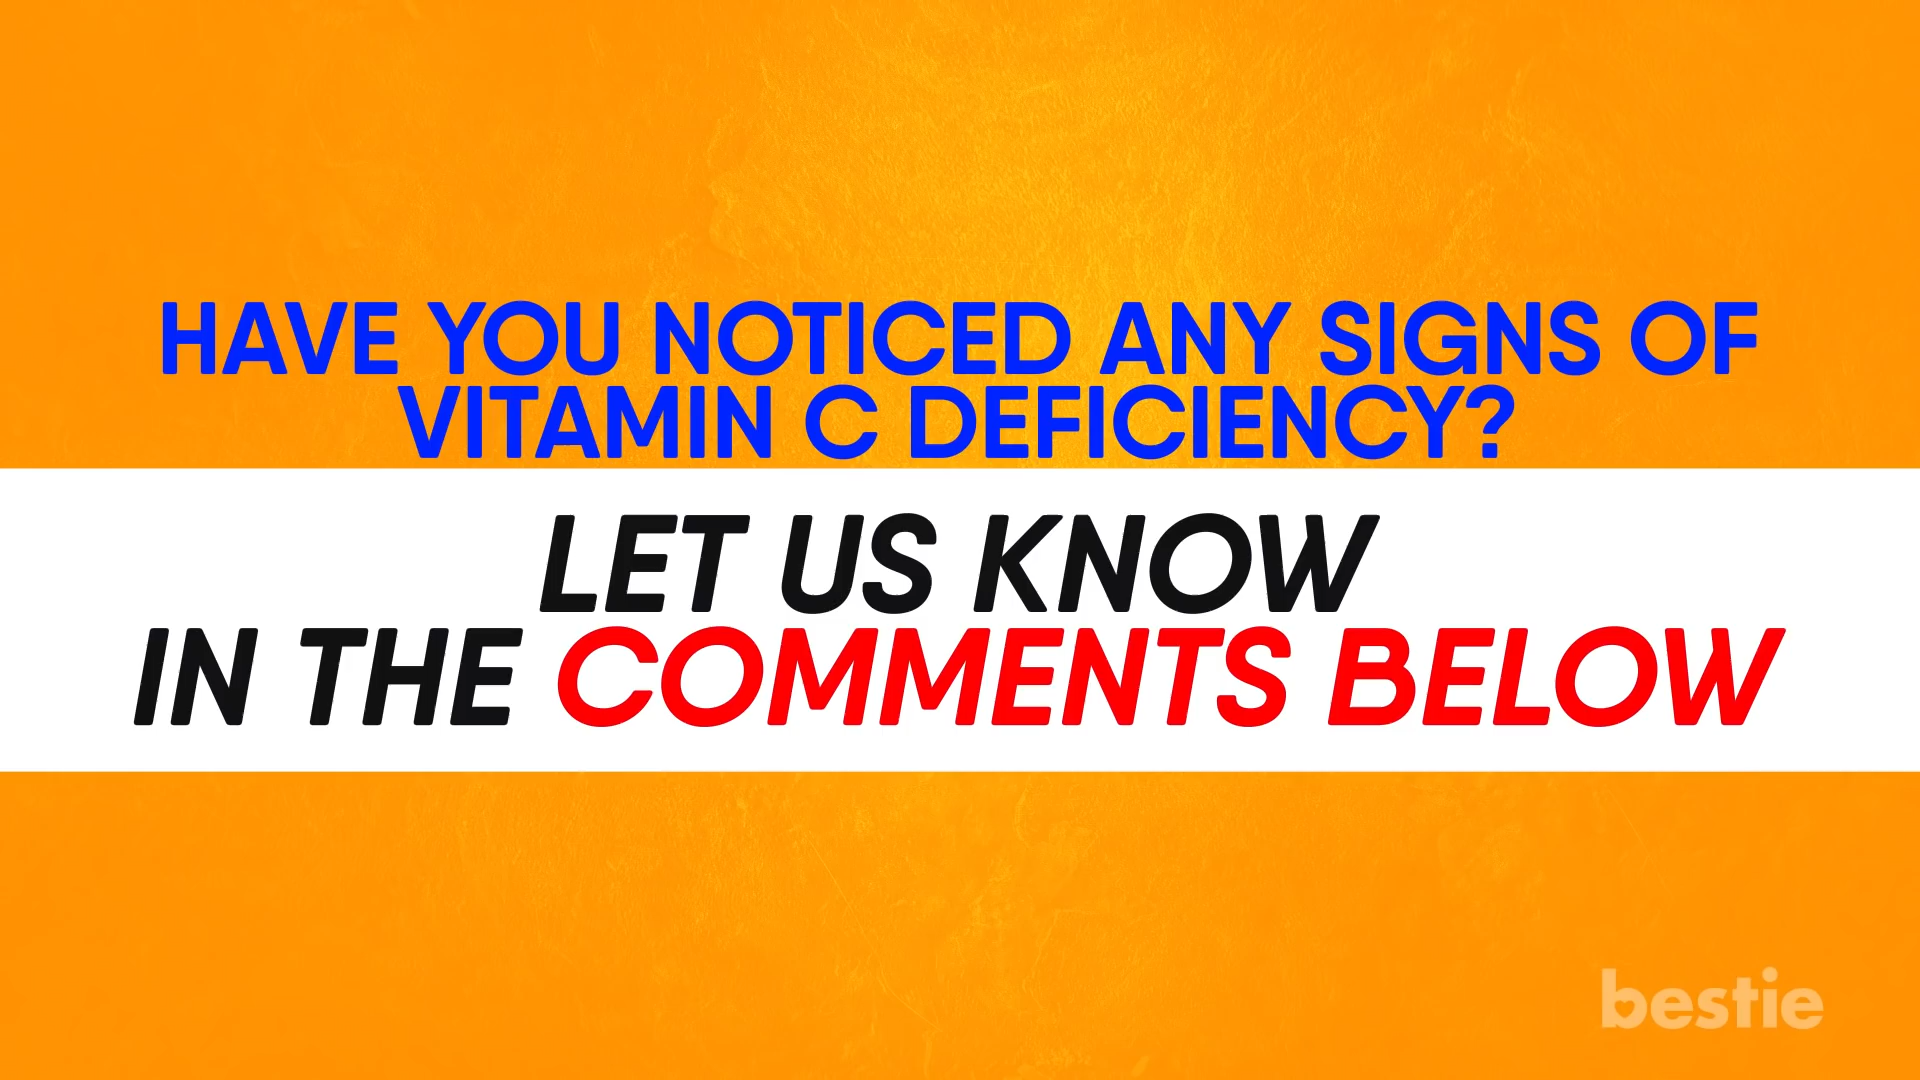 HAVE YOU NOTICED ANY SIGNS OF
VITAMIN C DEFICIENCY?
LET US KNOW
IN THE COMMENTS BELOW
bestie